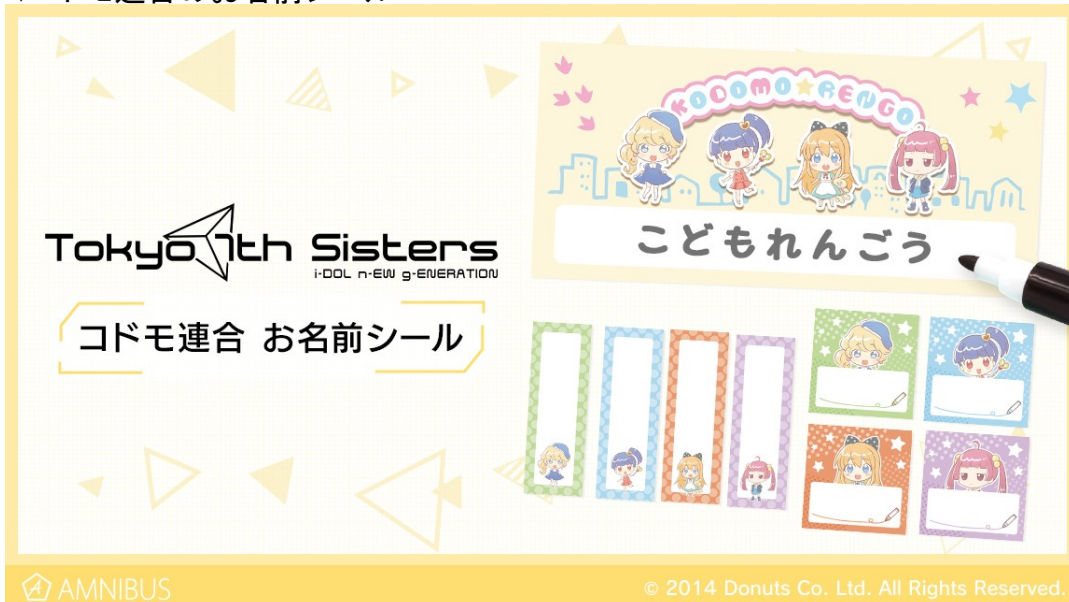 Tokyo 7th Sisters
i-DOL n-EW g-ENERATION
コドモ連合 お名前シール
KODOMO★RENGO
こどもれんごう
AMNIBUS
© 2014 Donuts Co. Ltd. All Rights Reserved.